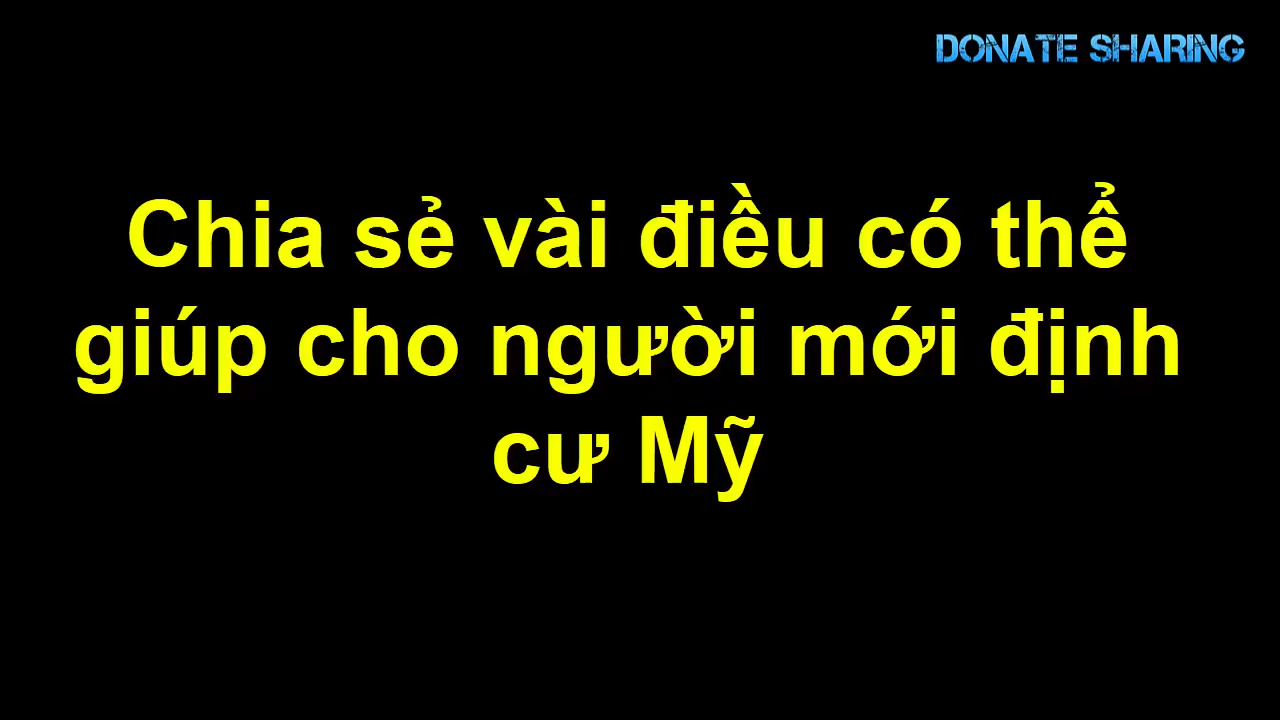 DONATE SHARING
Chia sẻ vài điều có thể
giúp cho người mới định
cư Mỹ